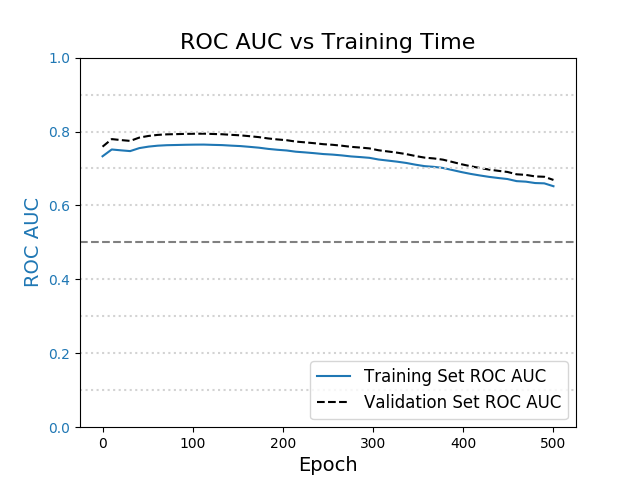 ROC AUC vs Training Time
ROC AUC
1.0
0.8
0.6
0.4
0.2
0.0
Training Set ROC AUC
Validation Set ROC AUC
0
100
200
300
400
500
Epoch